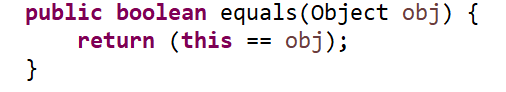 public boolean equals(Object obj) {
    return (this == obj);
}